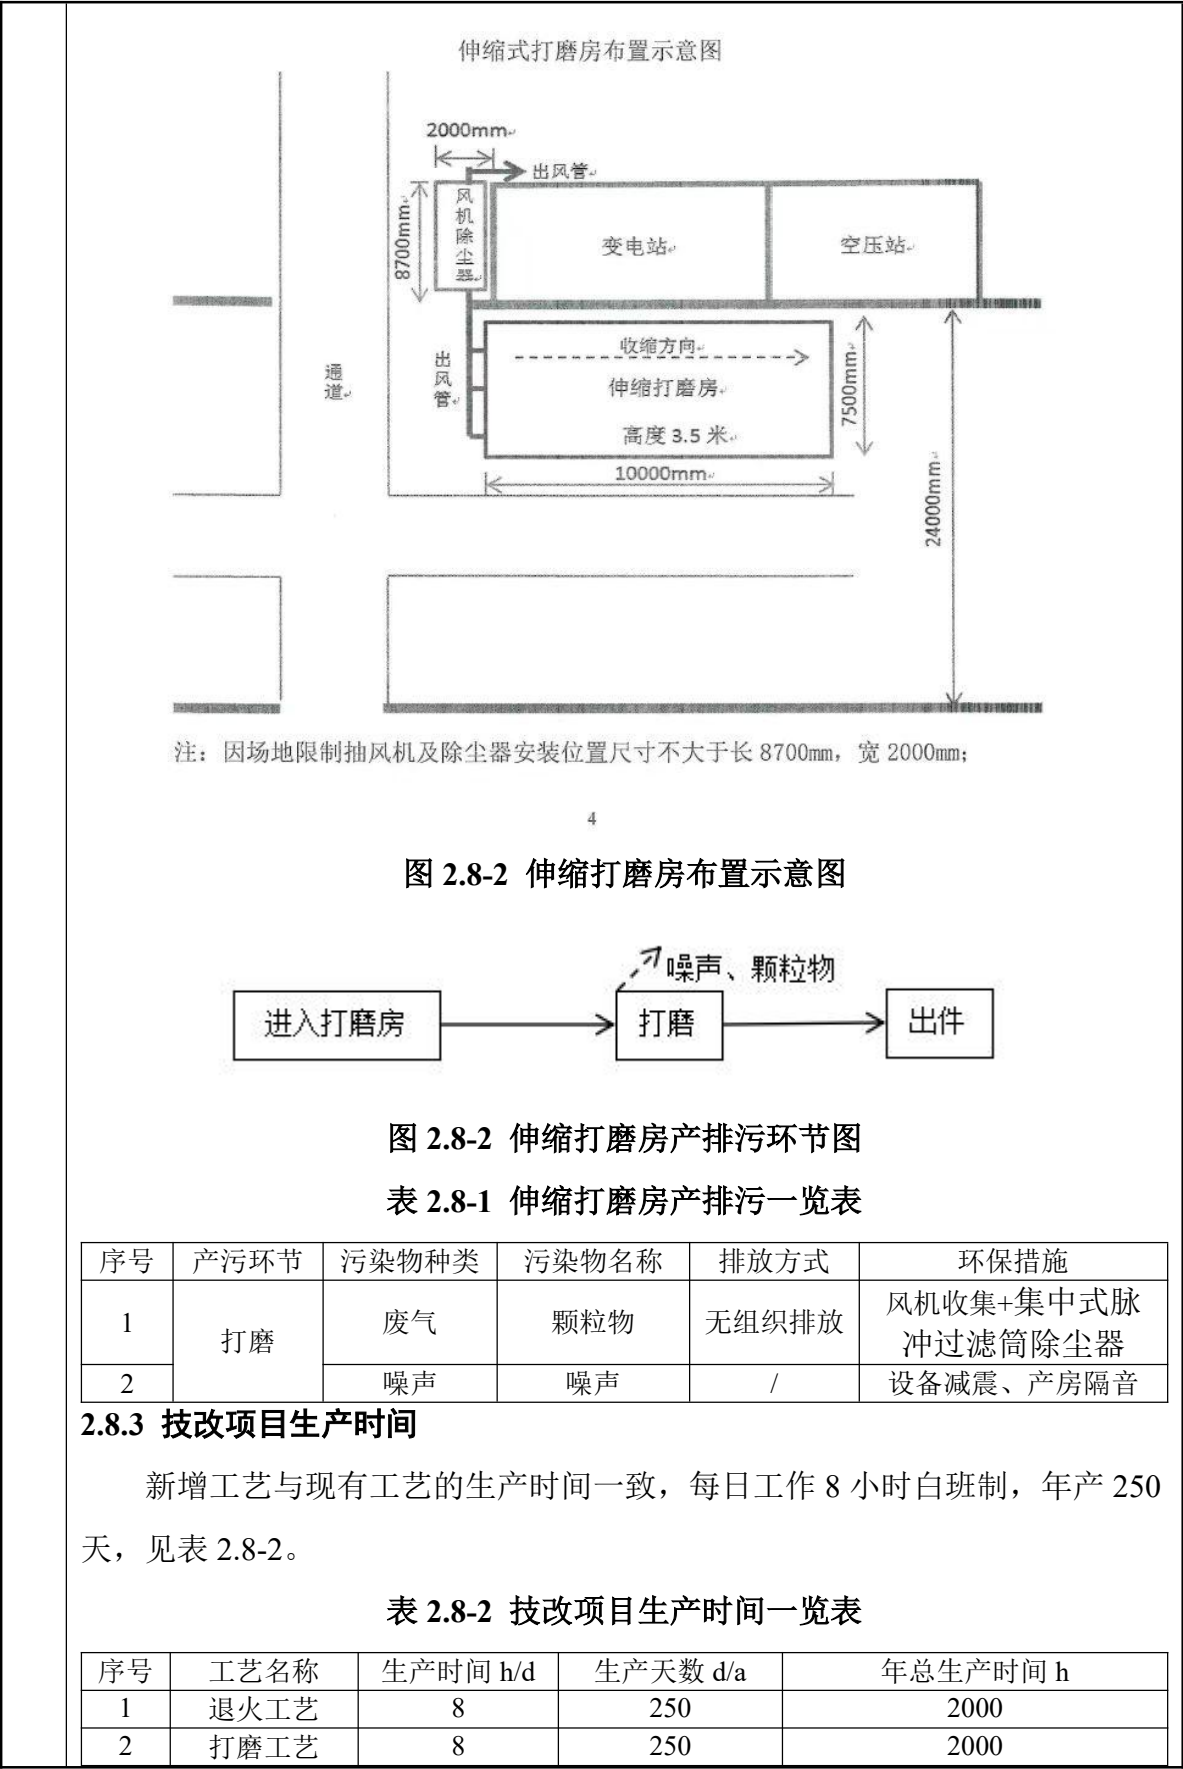 伸缩式打磨房布置示意图
2000mm
出风管
风机除尘器
8700mm
变电站
空压站
收缩方向
伸缩打磨房
高度 3.5 米
出风管
通道
7500mm
10000mm
24000mm
注：因场地限制抽风机及除尘器安装位置尺寸不大于长 8700mm，宽 2000mm；
4
图 2.8-2 伸缩打磨房布置示意图
噪声、颗粒物
进入打磨房
打磨
出件
图 2.8-2 伸缩打磨房产排污环节图
表 2.8-1 伸缩打磨房产排污一览表
序号 产污环节 污染物种类 污染物名称 排放方式 环保措施
1 打磨 废气 颗粒物 无组织排放 风机收集+集中式脉
冲过滤筒除尘器
2 噪声 噪声 / 设备减震、产房隔音
2.8.3 技改项目生产时间
新增工艺与现有工艺的生产时间一致，每日工作 8 小时白班制，年产 250
天，见表 2.8-2。
表 2.8-2 技改项目生产时间一览表
序号 工艺名称 生产时间 h/d 生产天数 d/a 年总生产时间 h
1 退火工艺 8 250 2000
2 打磨工艺 8 250 2000